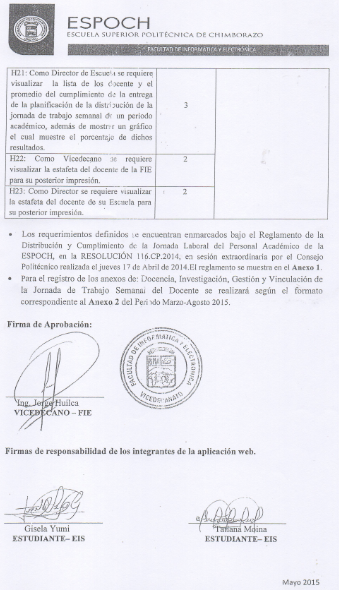 ESPOCH
ESCUELA SUPERIOR POLITÉCNICA DE CHIMBORAZO
FACULTAD DE INFORMÁTICA Y ELECTRÓNICA
H21: Como Director de Escuela se requiere
visualizar la lista de los docente y el
promedio del cumplimiento de la entrega
de la planificación de la distribución de la
jornada de trabajo semanal de un periodo
académico, además de mostrar un gráfico
el cual muestre el porcentaje de dichos
resultados.
3
H22: Como Vicedecano se requiere
visualizar la estafeta del docente de la FIE
para su posterior impresión.
2
H23: Como Director se requiere visualizar
la estafeta del docente de su Escuela para
su posterior impresión.
2
• Los requerimientos definidos se encuentran enmarcados bajo el Reglamento de la
Distribución y Cumplimiento de la Jornada Laboral del Personal Académico de la
ESPOCH, en la RESOLUCIÓN 116.CP.2014, en sesión extraordinaria por el Consejo
Politécnico realizada el jueves 17 de Abril de 2014.El reglamento se muestra en el Anexo 1.
• Para el registro de los anexos de: Docencia, Investigación, Gestión y Vinculación de
la Jornada de Trabajo Semanal del Docente se realizará según el formato
correspondiente al Anexo 2 del Periodo Marzo-Agosto 2015.
Firma de Aprobación:
FACULTAD DE INFORMATICA Y ELECTRONICA
VICEDECANATO
Ing. Jorge Huilca
VICEDECANO – FIE
Firmas de responsabilidad de los integrantes de la aplicación web.
Gisela Yumi
ESTUDIANTE– EIS
Tatiana Moina
ESTUDIANTE– EIS
Mayo 2015